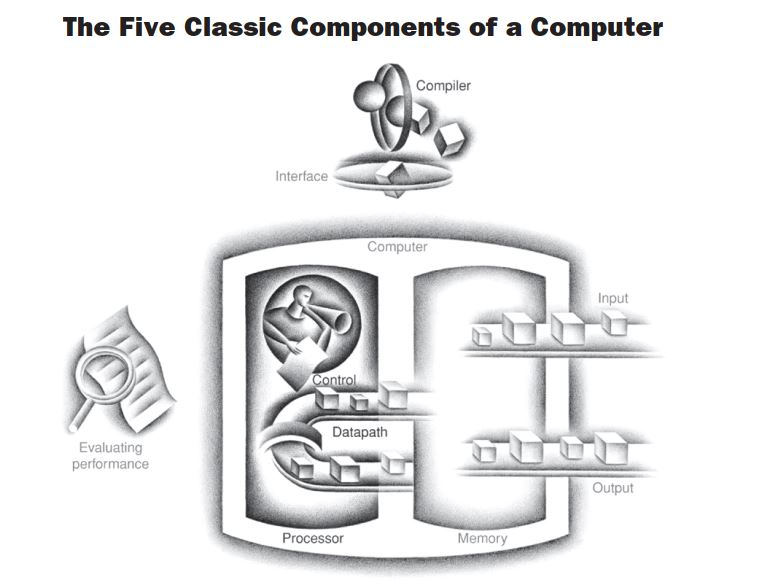 The Five Classic Components of a Computer
Compiler
Interface
Computer
Input
Control
Datapath
Evaluating
performance
Output
Processor
Memory